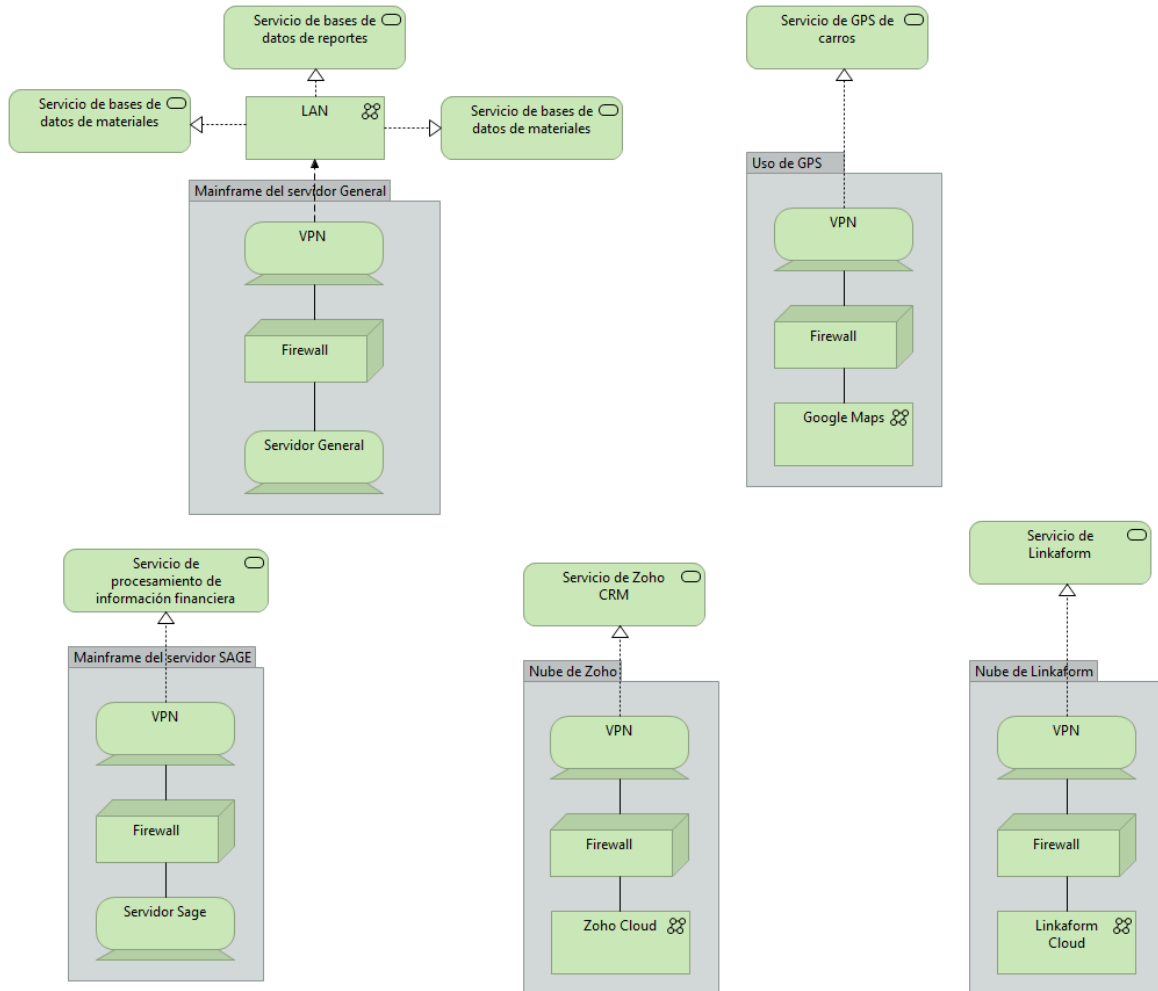 Servicio de bases de
datos de reportes
Servicio de bases de
datos de materiales
LAN
Servicio de bases de
datos de materiales
Mainframe del servidor General
VPN
Firewall
Servidor General
Servicio de GPS de
carros
Uso de GPS
VPN
Firewall
Google Maps
Servicio de
procesamiento de
información financiera
Mainframe del servidor SAGE
VPN
Firewall
Servidor Sage
Servicio de Zoho
CRM
Nube de Zoho
VPN
Firewall
Zoho Cloud
Servicio de
Linkaform
Nube de Linkaform
VPN
Firewall
Linkaform
Cloud